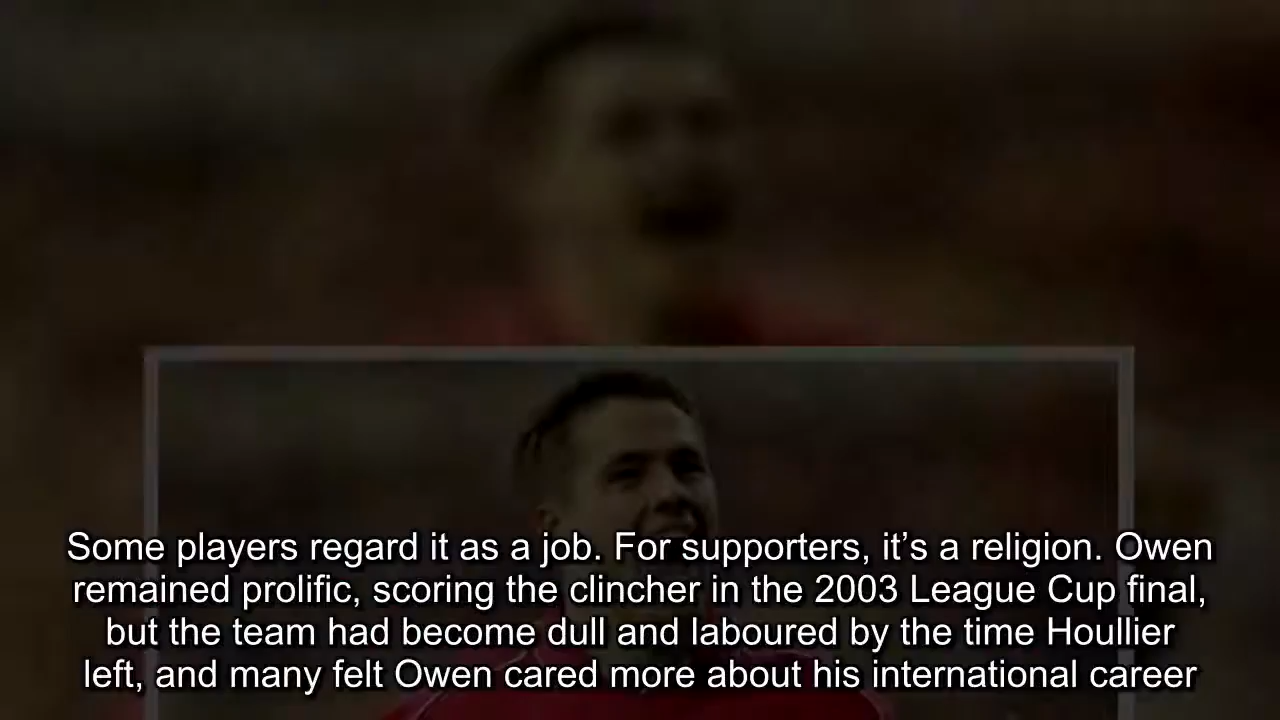 Some players regard it as a job. For supporters, it’s a religion. Owen
remained prolific, scoring the clincher in the 2003 League Cup final,
but the team had become dull and laboured by the time Houllier
left, and many felt Owen cared more about his international career